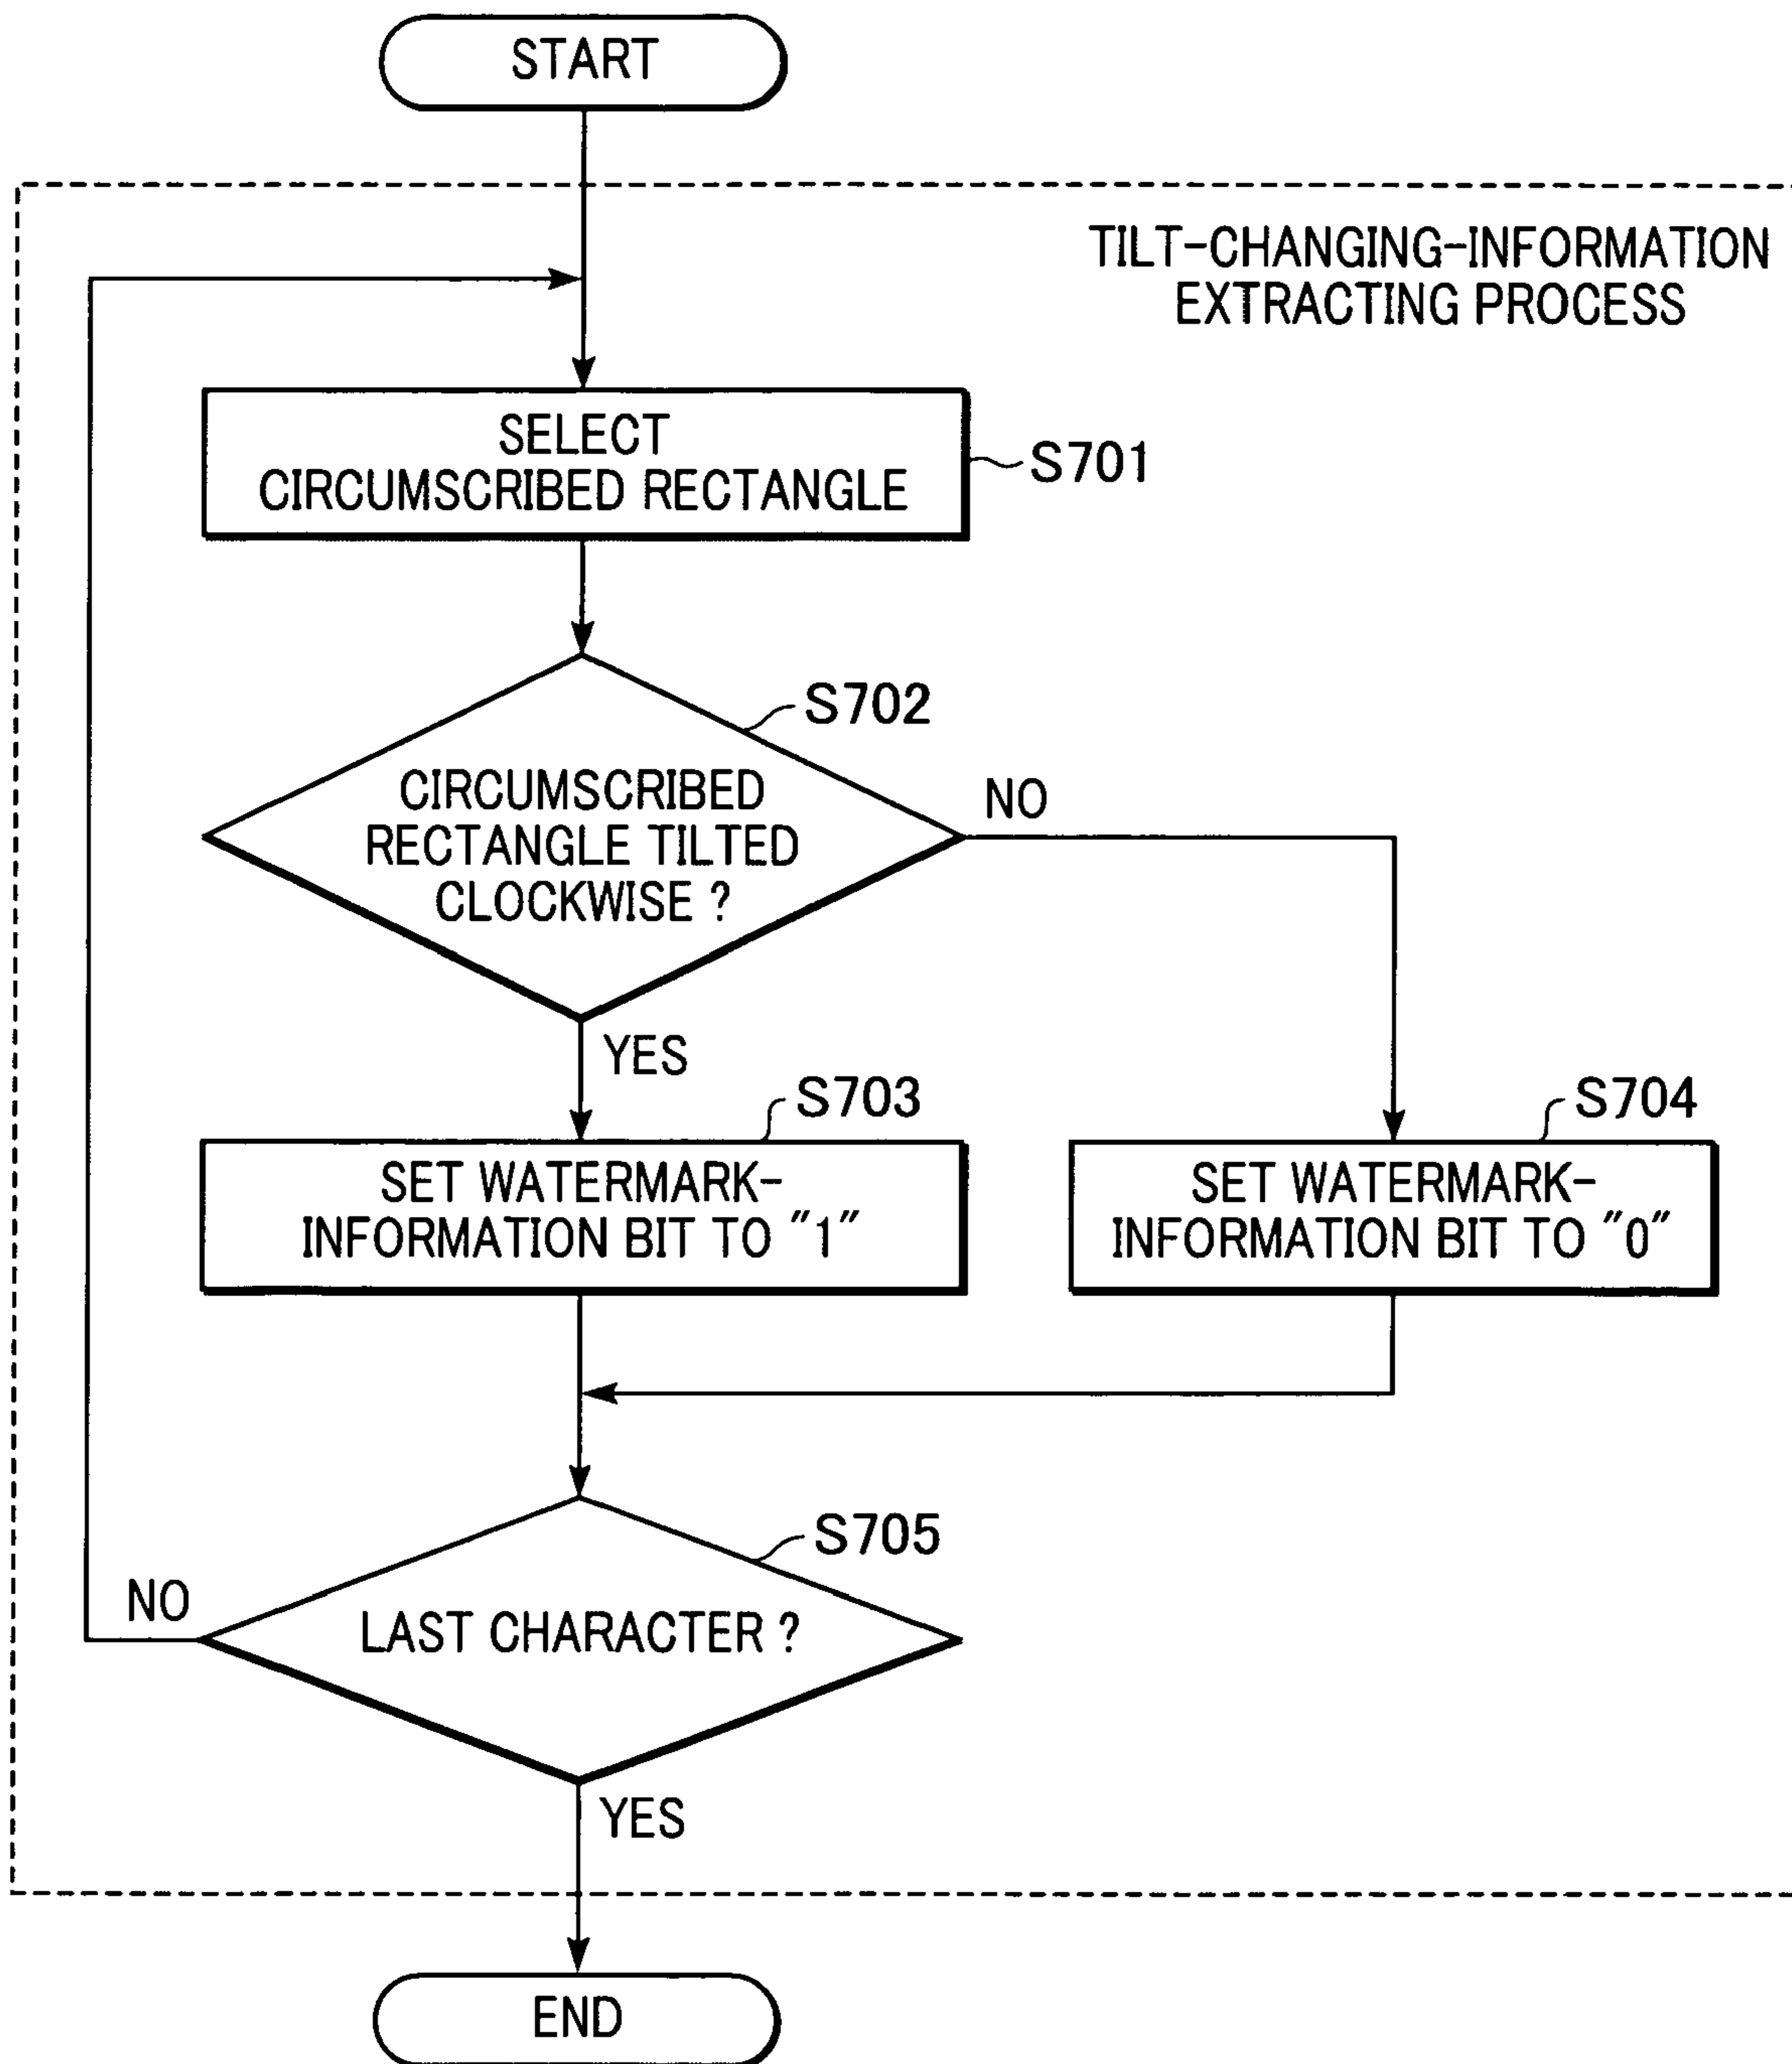 START
TILT-CHANGING-INFORMATION
EXTRACTING PROCESS
SELECT
CIRCUMSCRIBED RECTANGLE
S701
S702
CIRCUMSCRIBED
RECTANGLE TILTED
CLOCKWISE ?
NO
YES
S703
S704
SET WATERMARK-
INFORMATION BIT TO "1"
SET WATERMARK-
INFORMATION BIT TO "0"
S705
NO
LAST CHARACTER ?
YES
END